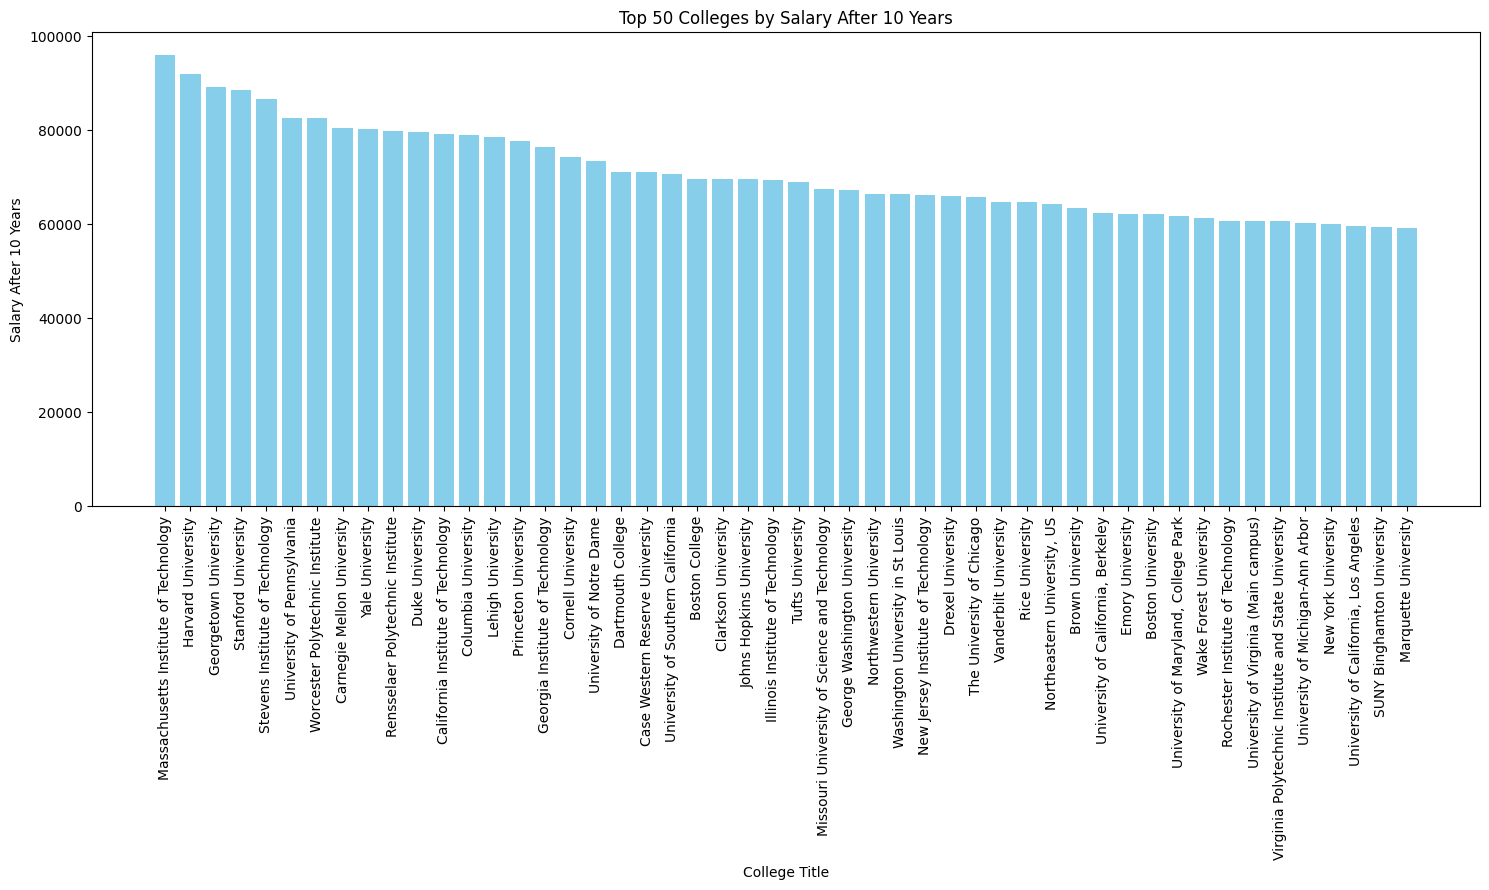 Top 50 Colleges by Salary After 10 Years
Salary After 10 Years
100000
80000
60000
40000
20000
0
Massachusetts Institute of Technology
Harvard University
Georgetown University
Stanford University
Stevens Institute of Technology
University of Pennsylvania
Worcester Polytechnic Institute
Carnegie Mellon University
Yale University
Rensselaer Polytechnic Institute
Duke University
California Institute of Technology
Columbia University
Lehigh University
Princeton University
Georgia Institute of Technology
Cornell University
University of Notre Dame
Dartmouth College
Case Western Reserve University
University of Southern California
Boston College
Clarkson University
Johns Hopkins University
Illinois Institute of Technology
Tufts University
Missouri University of Science and Technology
George Washington University
Northwestern University
Washington University in St Louis
New Jersey Institute of Technology
Drexel University
The University of Chicago
Vanderbilt University
Rice University
Northeastern University, US
Brown University
University of California, Berkeley
Emory University
Boston University
University of Maryland, College Park
Wake Forest University
Rochester Institute of Technology
University of Virginia (Main campus)
Virginia Polytechnic Institute and State University
University of Michigan-Ann Arbor
New York University
University of California, Los Angeles
SUNY Binghamton University
Marquette University
College Title